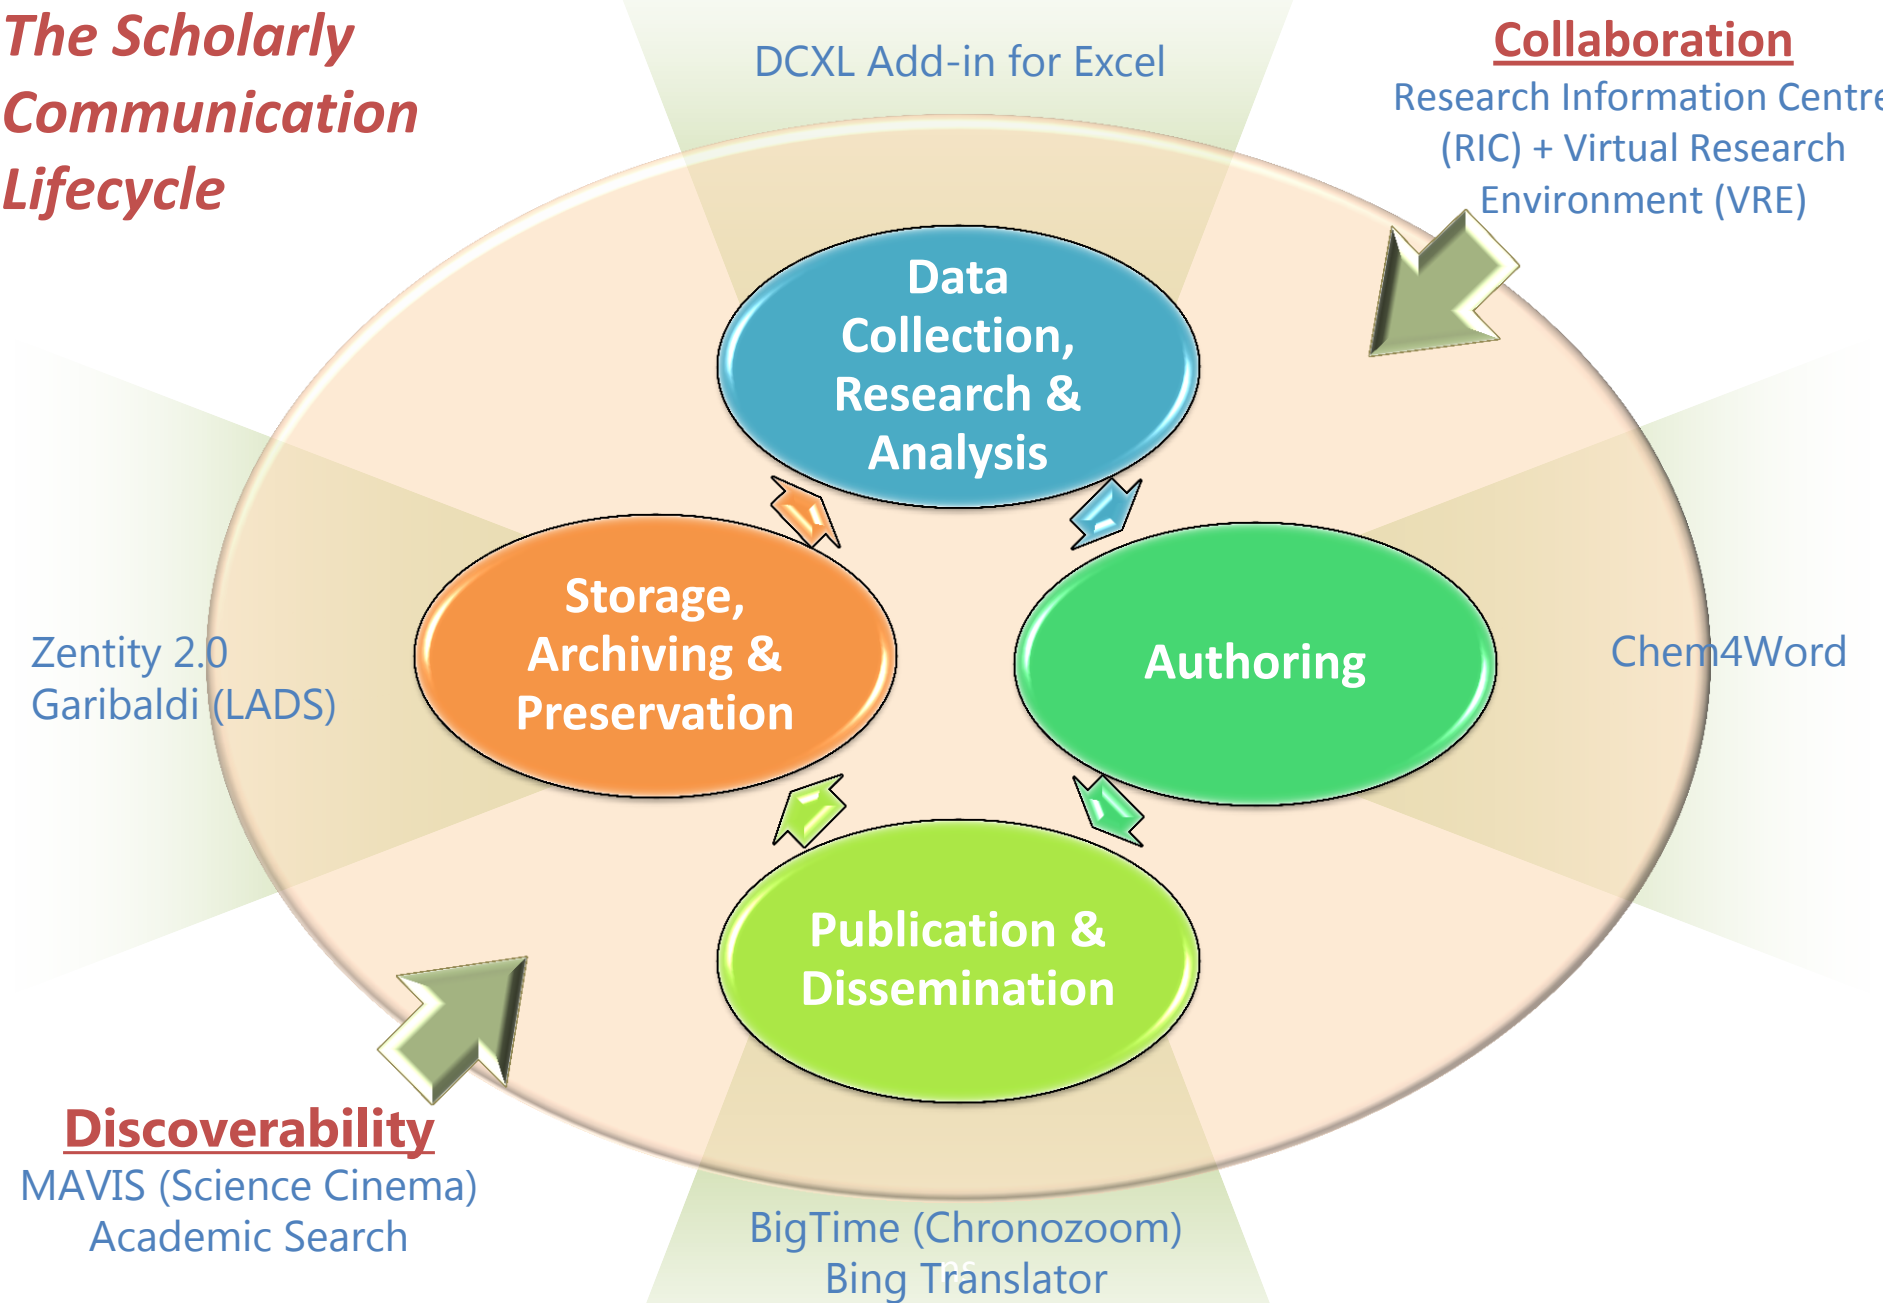 The Scholarly
Communication
Lifecycle
DCXL Add-in for Excel
Collaboration
Research Information Centre
(RIC) + Virtual Research
Environment (VRE)
Data
Collection,
Research &
Analysis
Storage,
Archiving &
Preservation
Authoring
Zentity 2.0
Garibaldi (LADS)
Chem4Word
Publication &
Dissemination
Discoverability
MAVIS (Science Cinema)
Academic Search
BigTime (Chronozoom)
Bing Translator